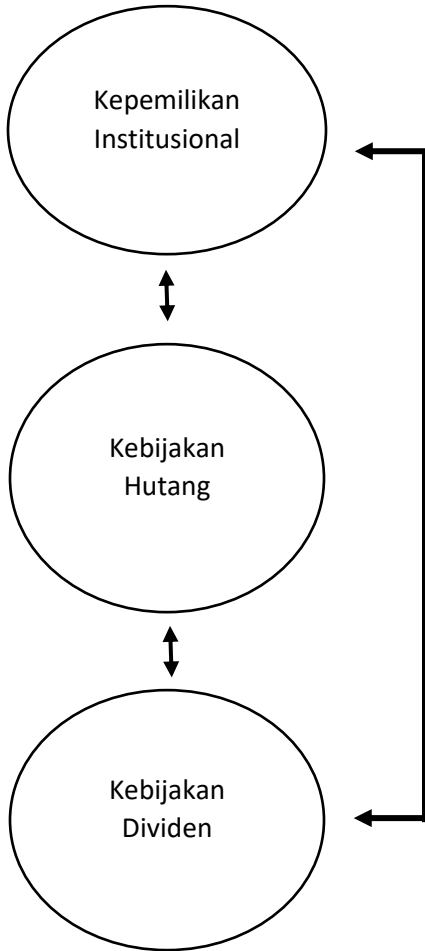 Kepemilikan
Institusional
Kebijakan
Hutang
Kebijakan
Dividen